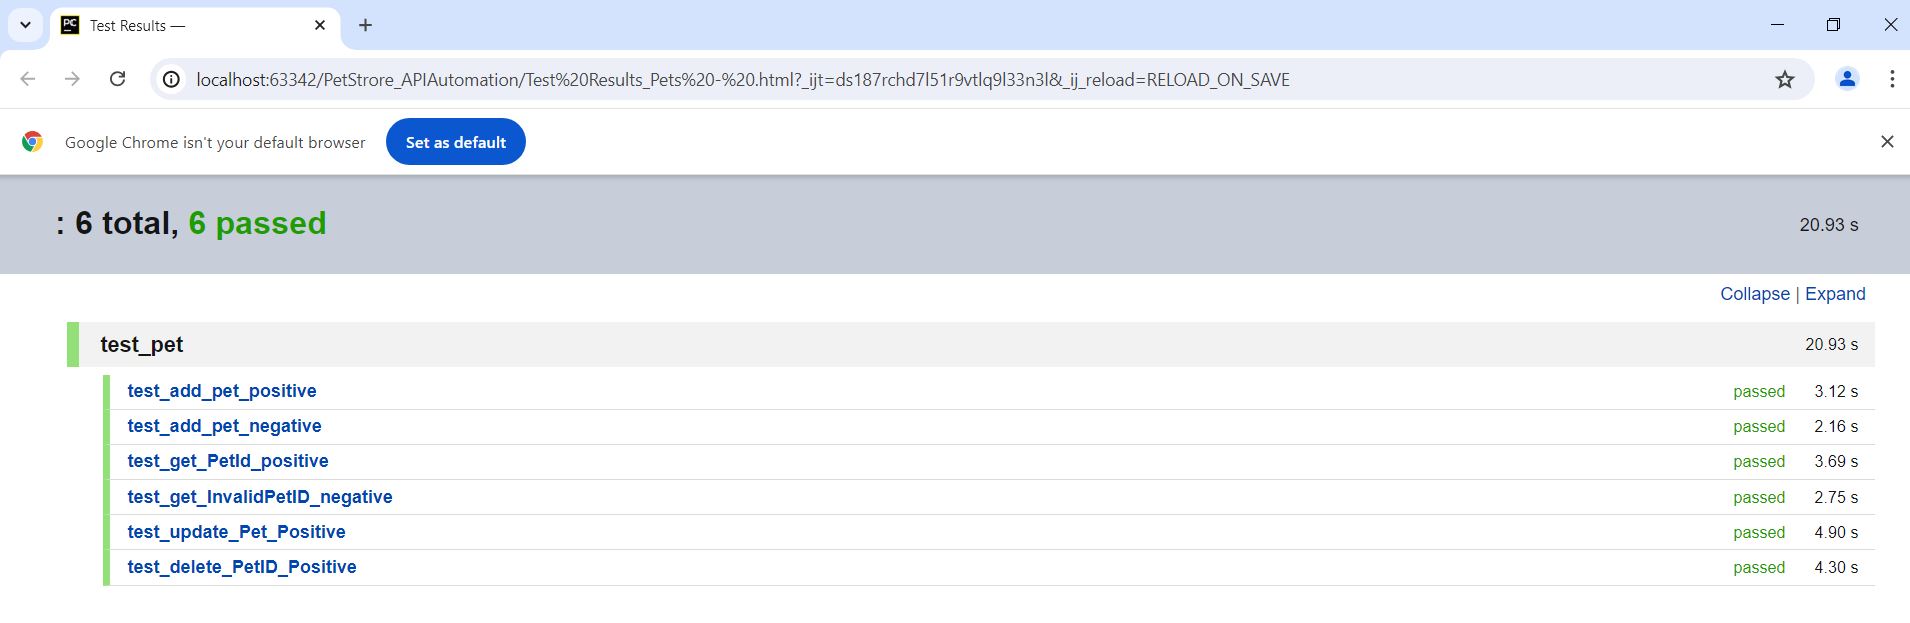 PC
Test Results —
localhost:63342/PetStrore_APIAutomation/Test%20Results_Pets%20-%20.html?_ijt=ds187rchd7l51r9vtlq9l33n3l&_ij_reload=RELOAD_ON_SAVE
Google Chrome isn't your default browser Set as default
: 6 total, 6 passed 20.93 s
Collapse | Expand
test_pet 20.93 s
test_add_pet_positive passed 3.12 s
test_add_pet_negative passed 2.16 s
test_get_PetId_positive passed 3.69 s
test_get_InvalidPetID_negative passed 2.75 s
test_update_Pet_Positive passed 4.90 s
test_delete_PetID_Positive passed 4.30 s